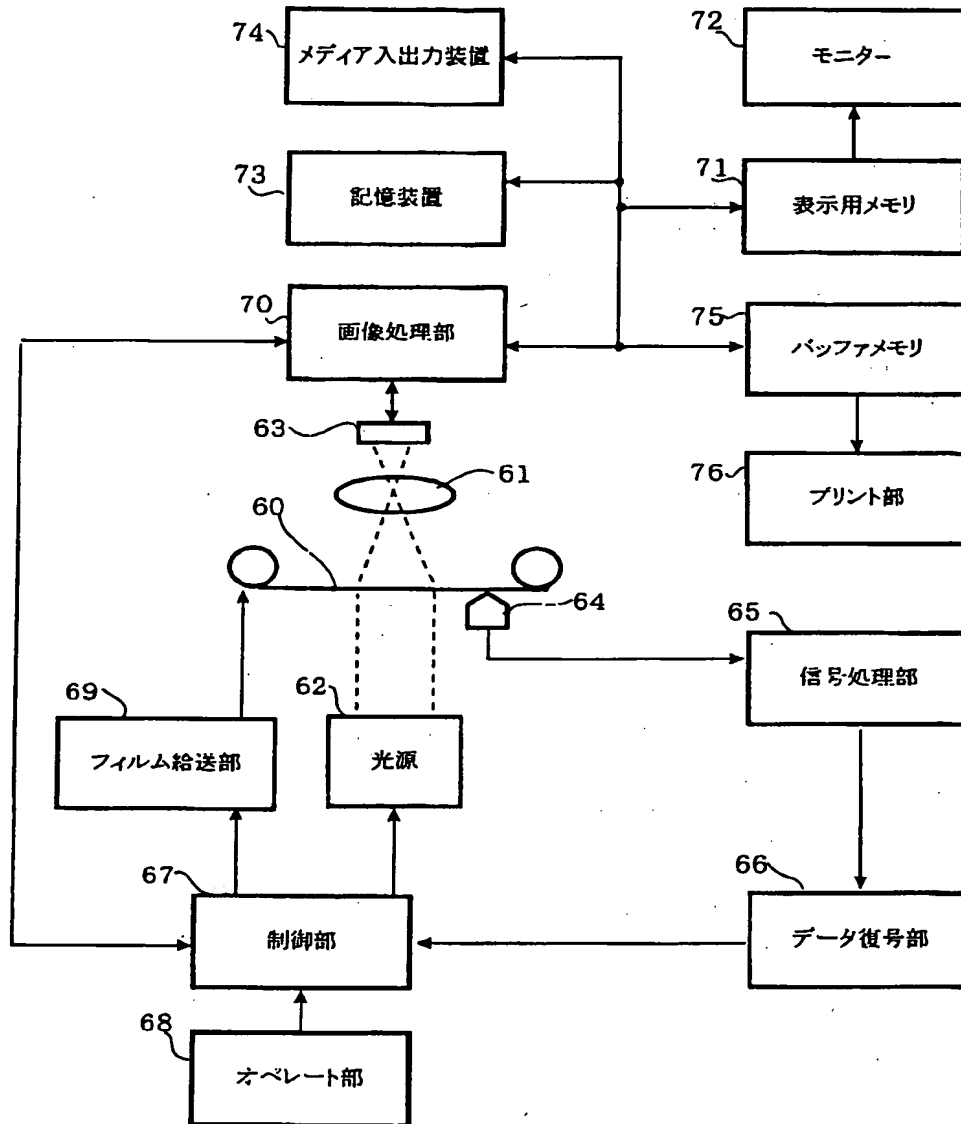 74
メディア入出力装置
72
モニター
73
記憶装置
71
表示用メモリ
70
画像処理部
75
バッファメモリ
63
61
76
プリント部
60
64
65
信号処理部
69
フィルム給送部
62
光源
67
制御部
66
データ復号部
68
オペレート部